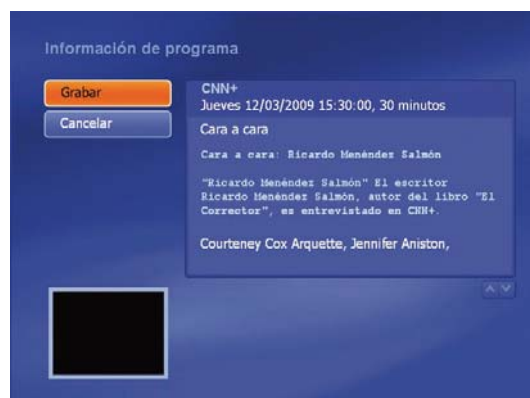 Información de programa
Grabar
Cancelar
CNN+
Jueves 12/03/2009 15:30:00, 30 minutos
Cara a cara
Cara a cara: Ricardo Menéndez Salmón
"Ricardo Menéndez Salmón" El escritor
Ricardo Menéndez Salmón, autor del libro "El
Corrector", es entrevistado en CNN+.
Courteney Cox Arquette, Jennifer Aniston,